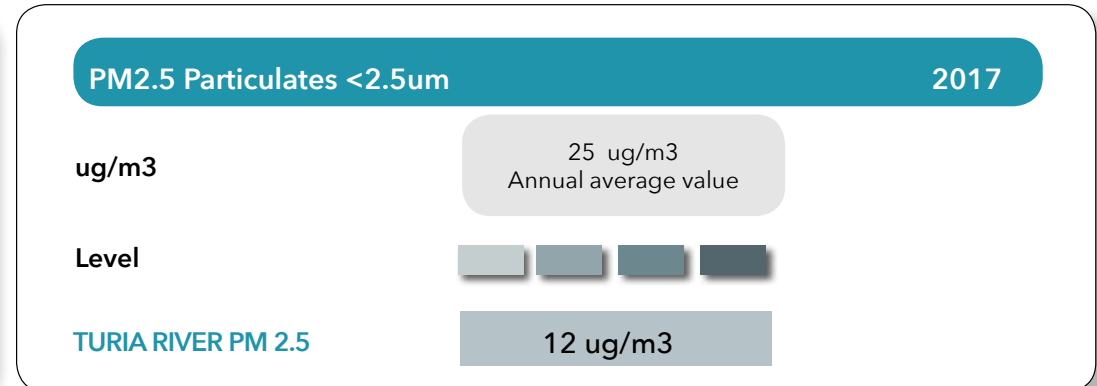 PM2.5 Particulates <2.5um 2017
ug/m3
25 ug/m3
Annual average value
Level
TURIA RIVER PM 2.5 12 ug/m3